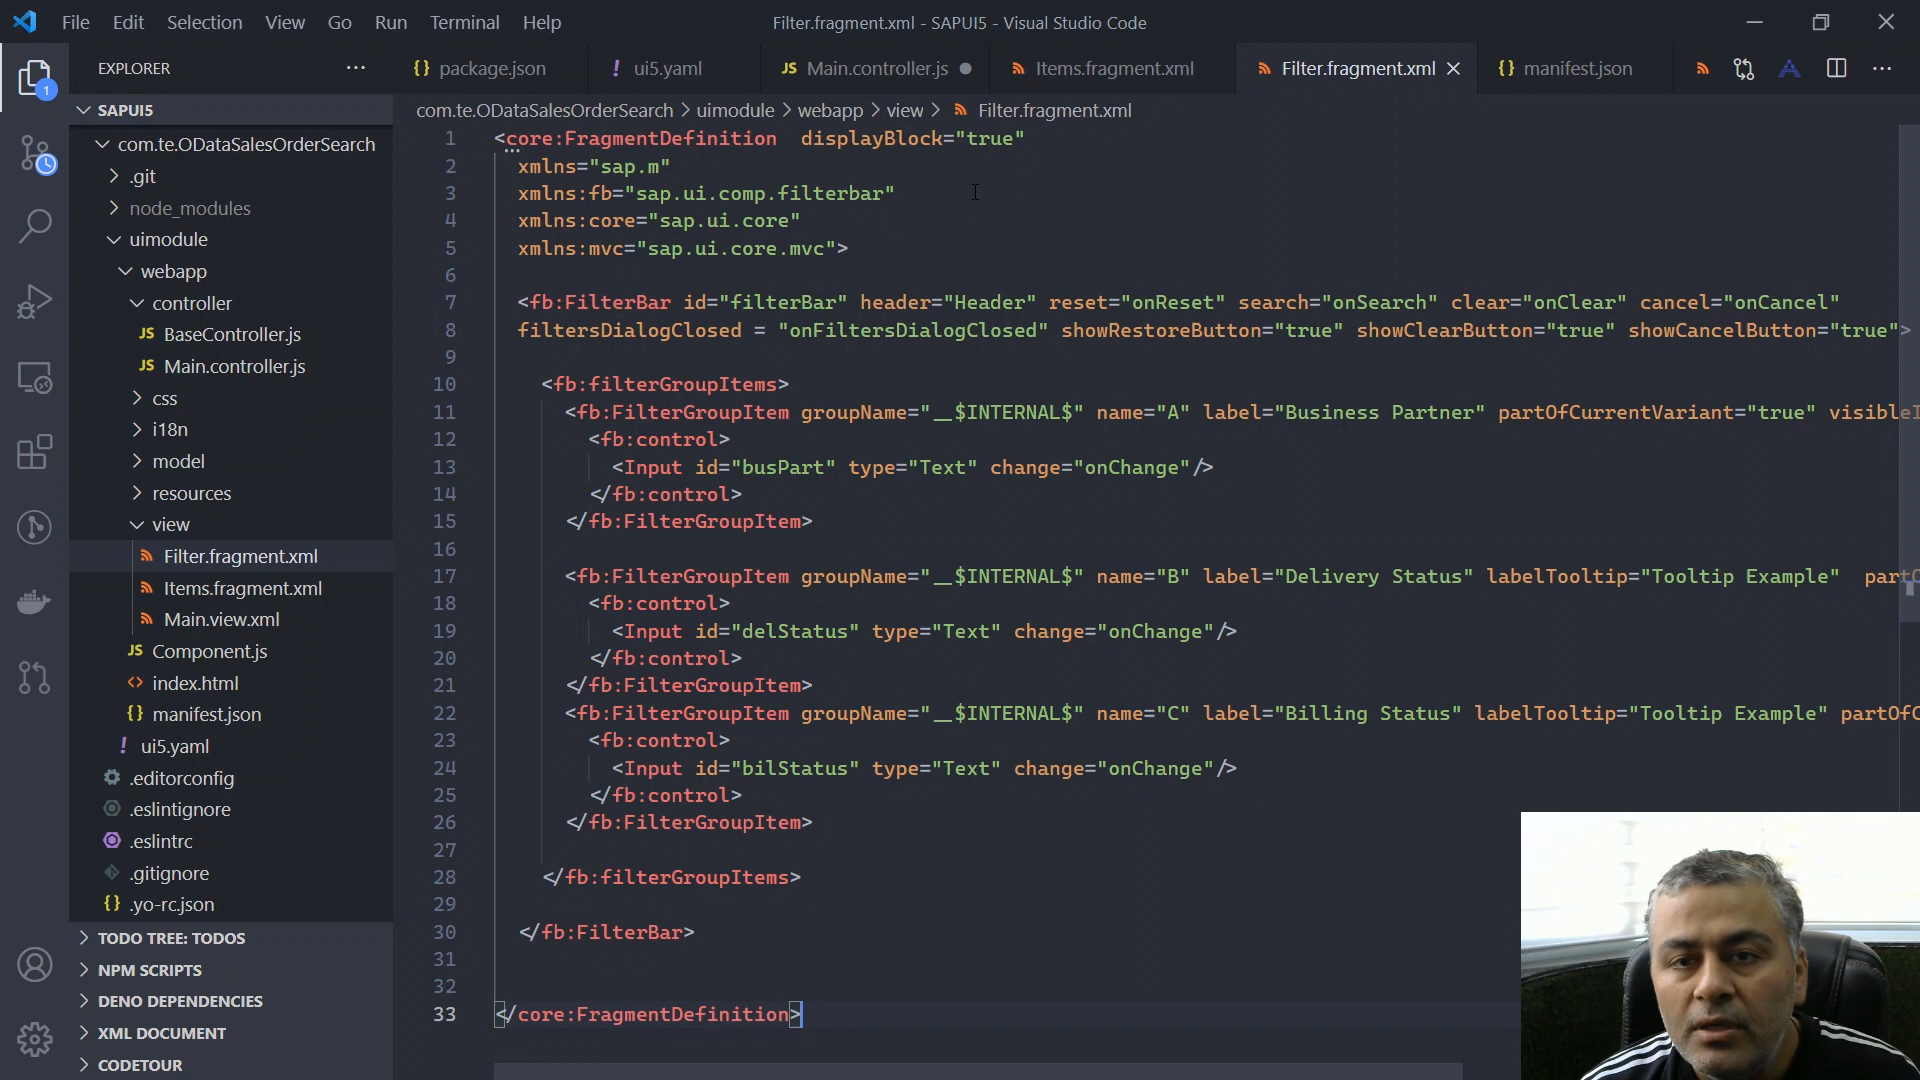 File Edit Selection View Go Run Terminal Help
Filter.fragment.xml - SAPUI5 - Visual Studio Code
EXPLORER
package.json
ui5.yaml
Main.controller.js
Items.fragment.xml
Filter.fragment.xml
manifest.json
1
SAPUI5
com.te.ODataSalesOrderSearch
.git
node_modules
uimodule
webapp
controller
BaseController.js
Main.controller.js
css
i18n
model
resources
view
Filter.fragment.xml
Items.fragment.xml
Main.view.xml
Component.js
index.html
manifest.json
ui5.yaml
.editorconfig
.eslintignore
.eslintrc
.gitignore
.yo-rc.json
TODO TREE: TODOS
NPM SCRIPTS
DENO DEPENDENCIES
XML DOCUMENT
CODETOUR
com.te.ODataSalesOrderSearch > uimodule > webapp > view > Filter.fragment.xml
1 <core:FragmentDefinition  displayBlock="true"
2 xmlns="sap.m"
3 xmlns:fb="sap.ui.comp.filterbar"
4 xmlns:core="sap.ui.core"
5 xmlns:mvc="sap.ui.core.mvc">
6
7 <fb:FilterBar id="filterBar" header="Header" reset="onReset" search="onSearch" clear="onClear" cancel="onCancel"
8 filtersDialogClosed = "onFiltersDialogClosed" showRestoreButton="true" showClearButton="true" showCancelButton="true">
9
10 <fb:filterGroupItems>
11 <fb:FilterGroupItem groupName="__$INTERNAL$" name="A" label="Business Partner" partOfCurrentVariant="true" visibleI
12 <fb:control>
13 <Input id="busPart" type="Text" change="onChange"/>
14 </fb:control>
15 </fb:FilterGroupItem>
16
17 <fb:FilterGroupItem groupName="__$INTERNAL$" name="B" label="Delivery Status" labelTooltip="Tooltip Example"  partO
18 <fb:control>
19 <Input id="delStatus" type="Text" change="onChange"/>
20 </fb:control>
21 </fb:FilterGroupItem>
22 <fb:FilterGroupItem groupName="__$INTERNAL$" name="C" label="Billing Status" labelTooltip="Tooltip Example" partOfC
23 <fb:control>
24 <Input id="bilStatus" type="Text" change="onChange"/>
25 </fb:control>
26 </fb:FilterGroupItem>
27
28 </fb:filterGroupItems>
29
30 </fb:FilterBar>
31
32
33 </core:FragmentDefinition>